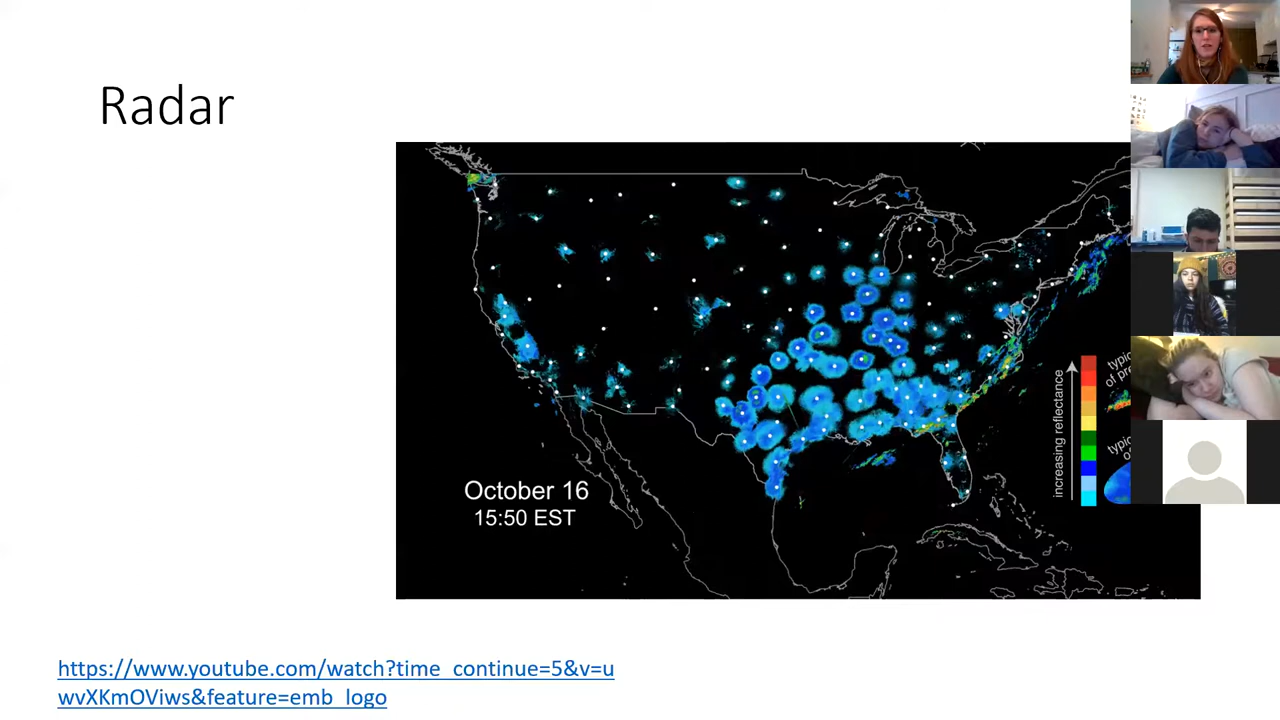 Radar
October 16
15:50 EST
increasing reflectance
https://www.youtube.com/watch?time_continue=5&v=u
wvXKmOViws&feature=emb_logo